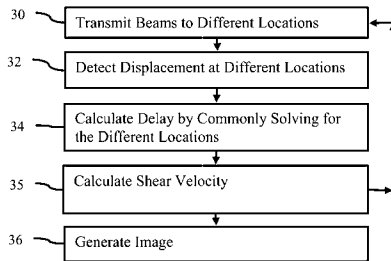 30 Transmit Beams to Different Locations
32 Detect Displacement at Different Locations
34 Calculate Delay by Commonly Solving for
the Different Locations
35 Calculate Shear Velocity
36 Generate Image